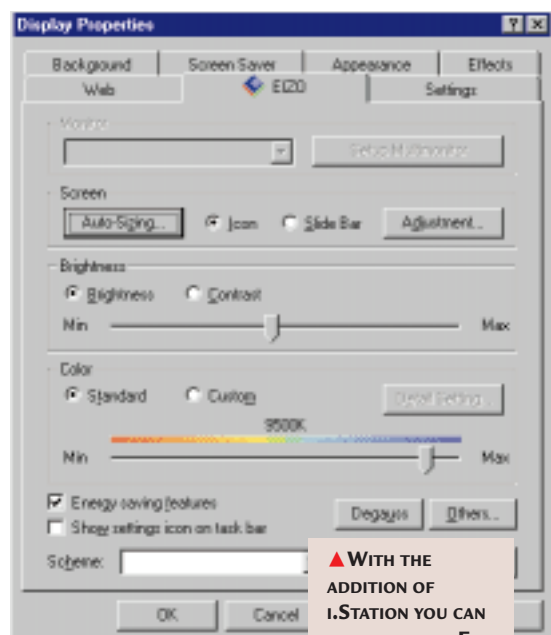 Display Properties
Background Screen Saver Appearance Effects
Web EIZO Settings
Monitor
Setup Multimonitor
Screen
Auto-Sizing... Icon Slide Bar Adjustment...
Brightness
Brightness Contrast
Min Max
Color
Standard Custom Detail Setting...
9500K
Min Max
Energy saving features
Show settings icon on task bar
Degauss Others...
Scheme:
OK Cancel
▲WITH THE
ADDITION OF
I.STATION YOU CAN